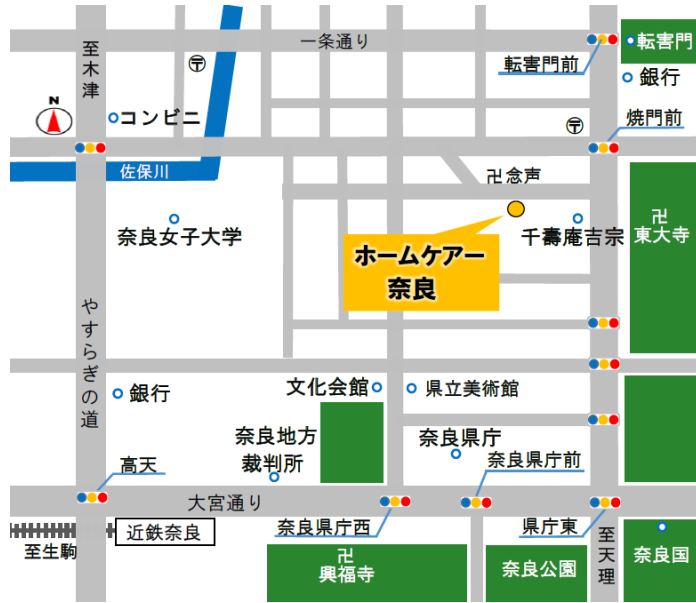 一条通り
至木津
〒
転害門前
転害門
銀行
N
コンビニ
〒
焼門前
佐保川
卍念声
卍
東大寺
奈良女子大学
千壽庵吉宗
ホームケアー
奈良
やすらぎの道
銀行
文化会館
県立美術館
奈良地方
裁判所
奈良県庁
奈良県庁前
高天
大宮通り
近鉄奈良
奈良県庁西
県庁東
至生駒
卍
興福寺
奈良公園
至天理
奈良国